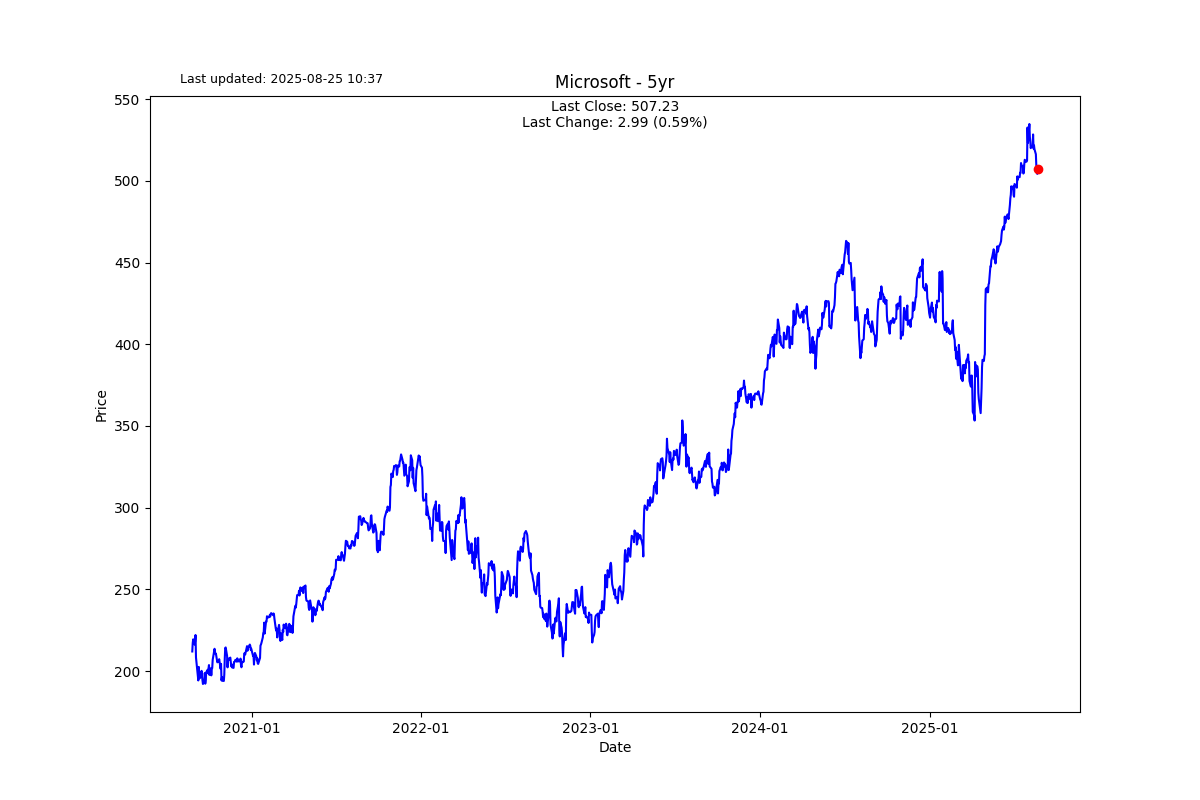 Last updated: 2025-08-25 10:37
Microsoft - 5yr
Last Close: 507.23
Last Change: 2.99 (0.59%)
550
500
450
400
350
300
250
200
Price
2021-01
2022-01
2023-01
2024-01
2025-01
Date